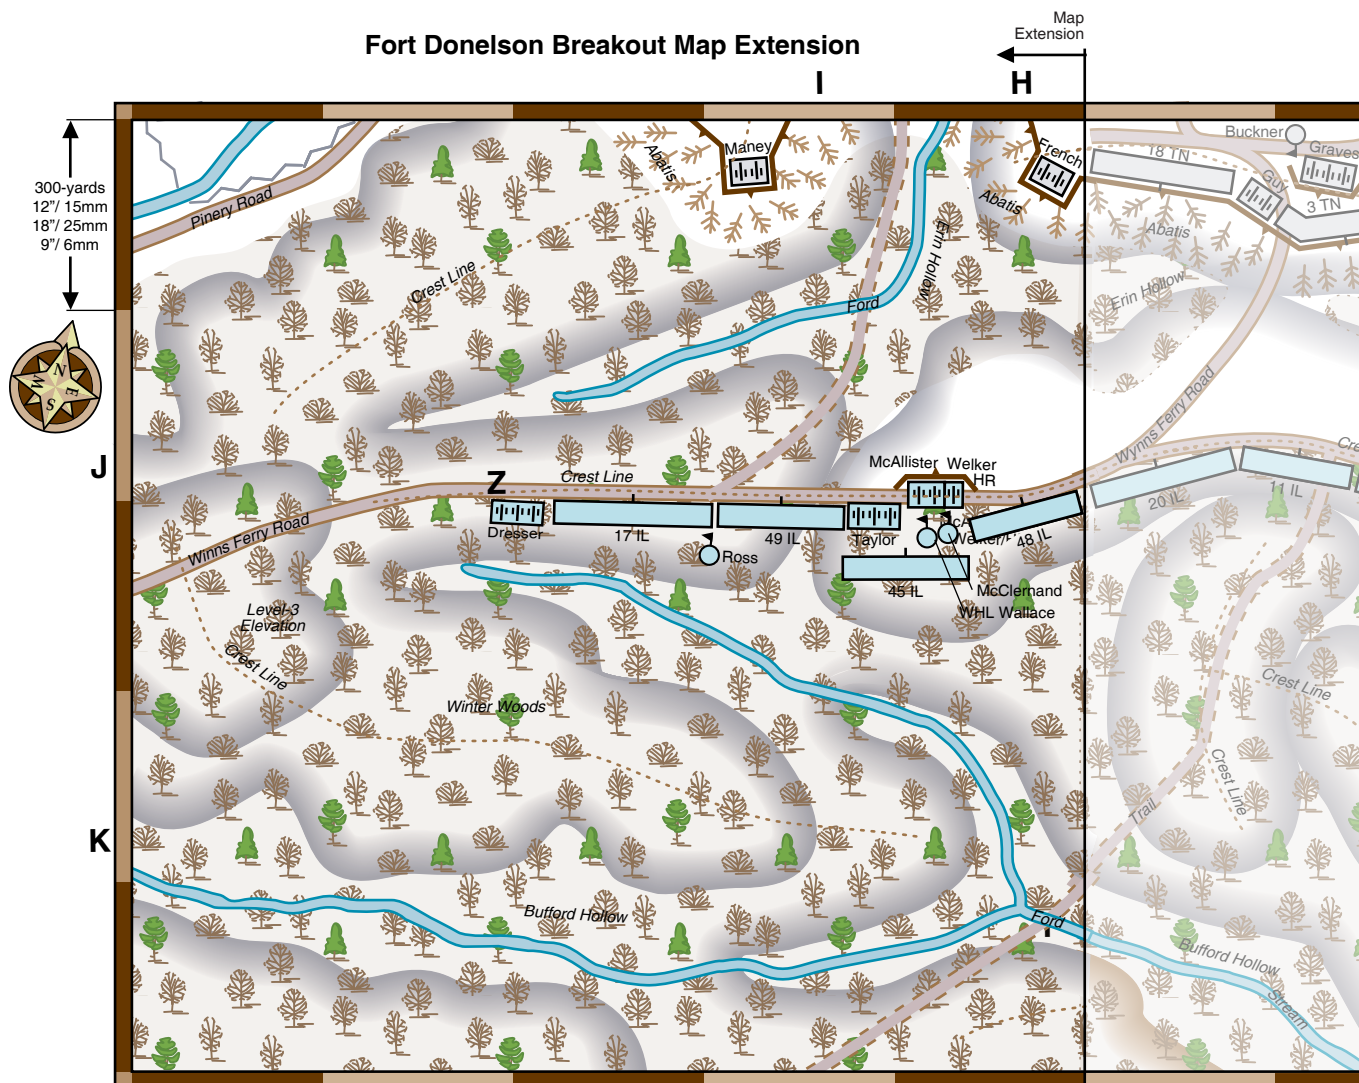 Map
Extension
Fort Donelson Breakout Map Extension
I
H
300-yards
12”/ 15mm
18”/ 25mm
9”/ 6mm
Pinery Road
Abatis
Maney
French
Abatis
Buckner
Graves
18 TN
Guy
3 TN
Abatis
Erin Hollow
Erin Hollow
Crest Line
Ford
N
E
S
W
Wynns Ferry Road
J
Z
Crest Line
McAllister
Welker
HR
Cre
20 IL
11 IL
Winns Ferry Road
Dresser
17 IL
49 IL
Taylor
48 IL
Ross
45 IL
McClernand
WHL Wallace
Level-3
Elevation
Crest Line
Winter Woods
Crest Line
Crest Line
Trail
K
Bufford Hollow
Ford
Bufford Hollow
Stream